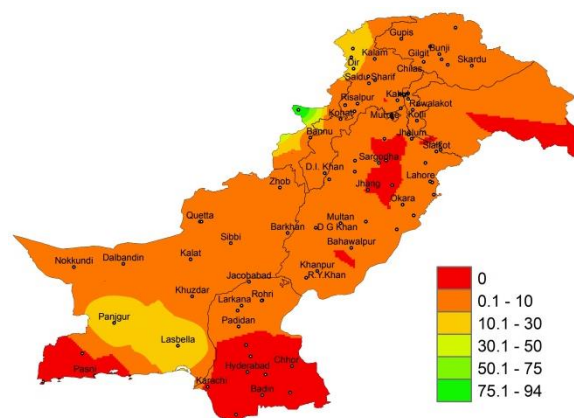 Gupis
Kalam
Gilgit
Bunji
Dir
Skardu
Chilas
Saidu Sharif
Risalpur
Rawalakot
Kohat
Kotli
Bannu
Jhelum
Sialkot
D.I. Khan
Sargodha
Zhob
Jhang
Lahore
Okara
Quetta
Multan
Barkhan
D G Khan
Sibbi
Bahawalpur
Kalat
Nokkundi
Dalbandin
Khanpur
R.Y.Khan
Jacobabad
Khuzdar
Larkana
Rohri
Panjgur
Padidan
Lasbella
Pasni
Hyderabad
Chhor
Karachi
Badin
0
0.1 - 10
10.1 - 30
30.1 - 50
50.1 - 75
75.1 - 94